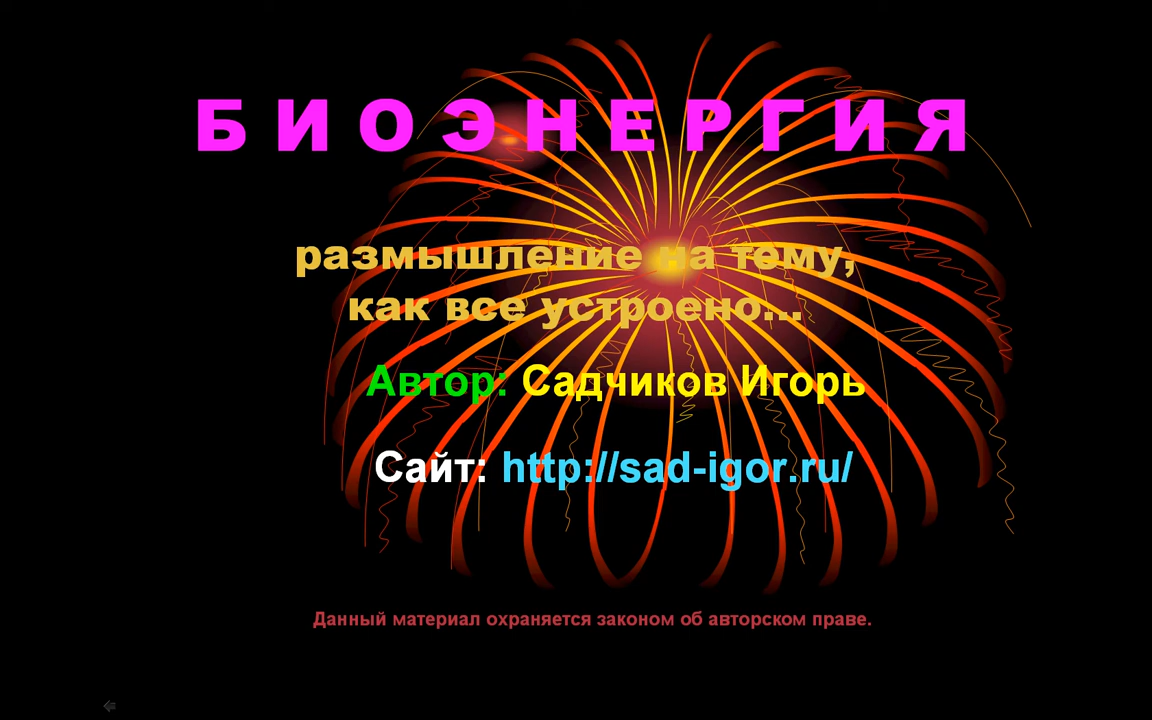 БИОЭНЕРГИЯ
размышление на тему,
как все устроено...
Автор: Садчиков Игорь
Сайт: http://sad-igor.ru/
Данный материал охраняется законом об авторском праве.